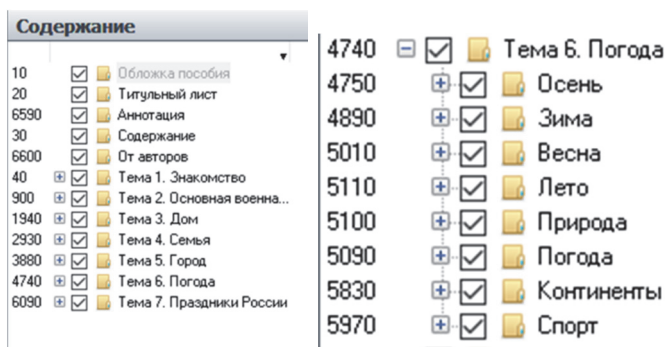 Содержание
10 Обложка пособия
20 Титульный лист
6590 Аннотация
30 Содержание
6600 От авторов
40 Тема 1. Знакомство
900 Тема 2. Основная военна...
1940 Тема 3. Дом
2930 Тема 4. Семья
3880 Тема 5. Город
4740 Тема 6. Погода
6090 Тема 7. Праздники России
4740 Тема 6. Погода
4750 Осень
4890 Зима
5010 Весна
5110 Лето
5100 Природа
5090 Погода
5830 Континенты
5970 Спорт